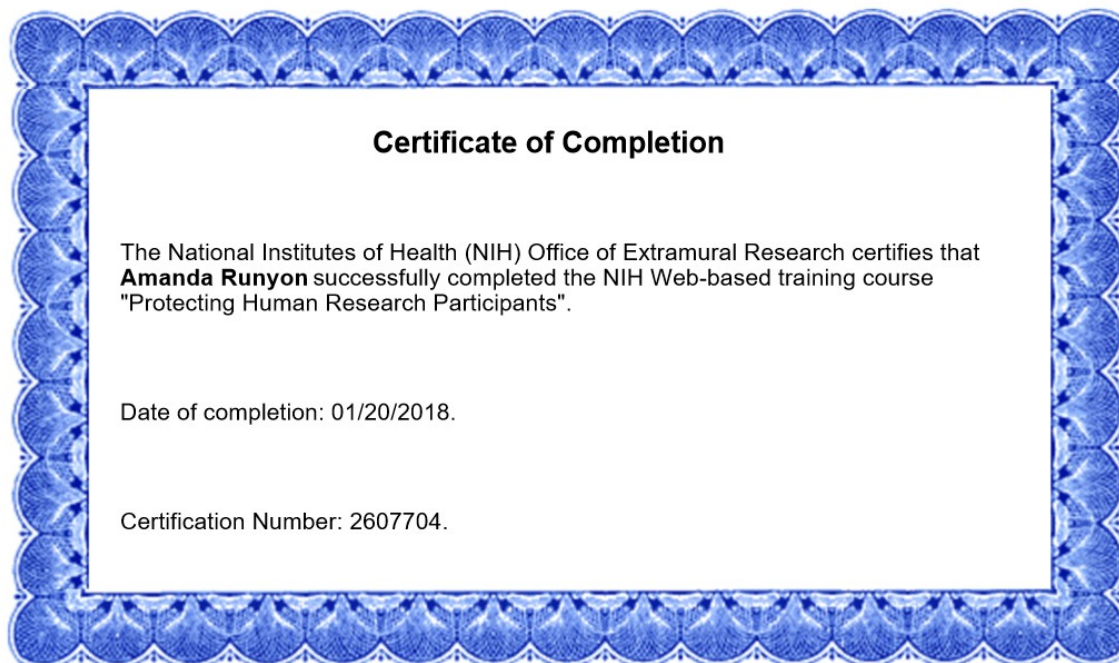 Certificate of Completion
The National Institutes of Health (NIH) Office of Extramural Research certifies that
Amanda Runyon successfully completed the NIH Web-based training course
"Protecting Human Research Participants".
Date of completion: 01/20/2018.
Certification Number: 2607704.